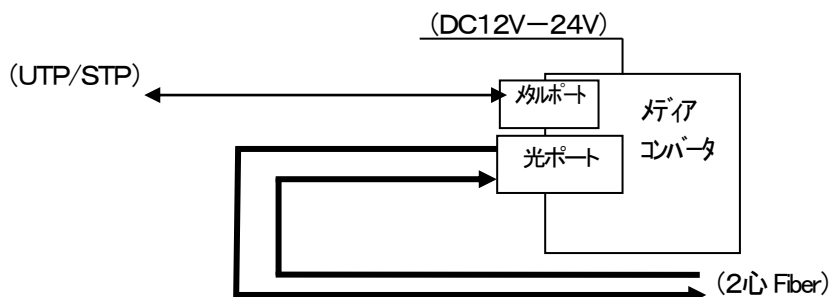 (DC12V－24V)
(UTP/STP)
ﾒﾀﾙﾎﾟｰﾄ
ﾒﾃﾞｨｱ
ｺﾝﾊﾞｰﾀ
光ポート
(2心 Fiber)